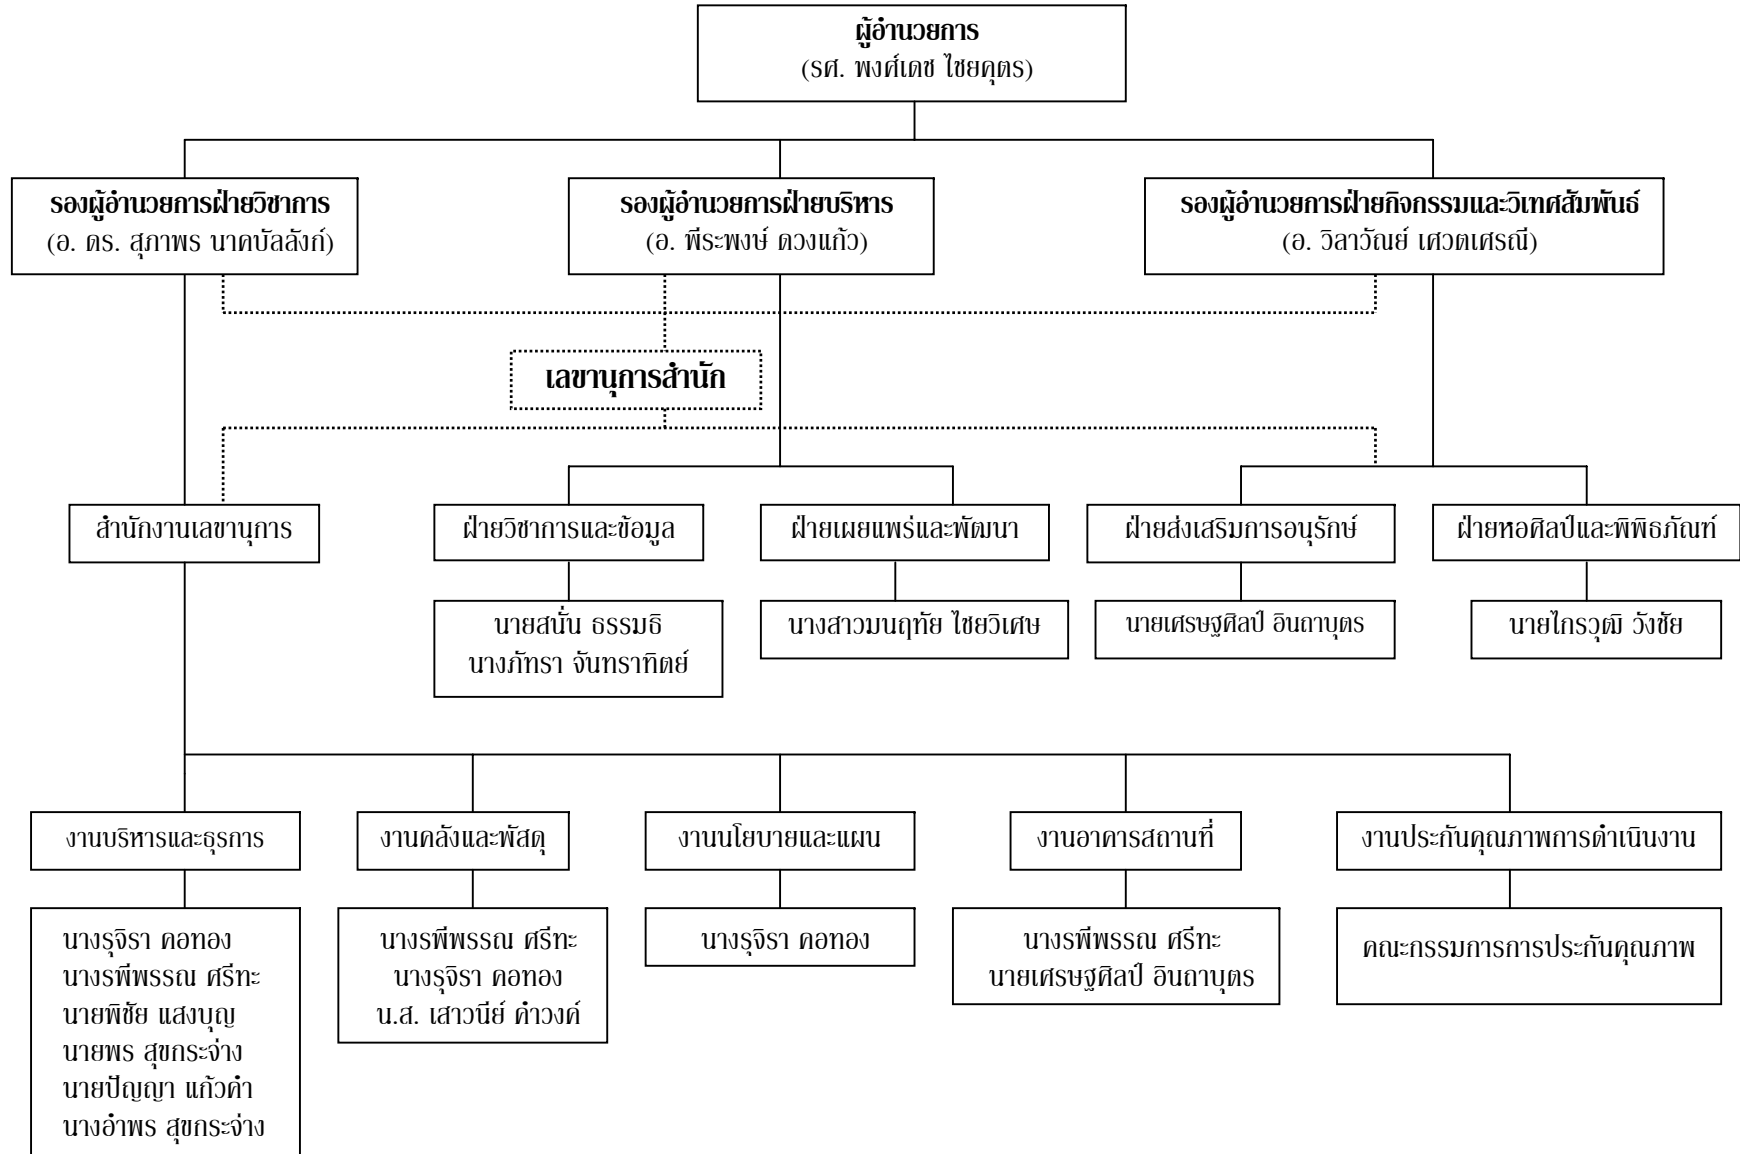 ผู้อำนวยการ
(รศ. พงศ์เดช ไชยคุตร)
รองผู้อำนวยการฝ่ายวิชาการ
(อ. ดร. สุภาพร นาคบัลลังก์)
รองผู้อำนวยการฝ่ายบริหาร
(อ. พีระพงษ์ ดวงแก้ว)
รองผู้อำนวยการฝ่ายกิจกรรมและวิเทศสัมพันธ์
(อ. วิลาวัณย์ เศวตเศรณี)
เลขานุการสำนัก
สำนักงานเลขานุการ
ฝ่ายวิชาการและข้อมูล
ฝ่ายเผยแพร่และพัฒนา
ฝ่ายส่งเสริมการอนุรักษ์
ฝ่ายหอศิลป์และพิพิธภัณฑ์
นายสนั่น ธรรมธิ
นางภัทรา จันทราทิตย์
นางสาวมนฤทัย ไชยวิเศษ
นายเศรษฐศิลป์ อินถาบุตร
นายไกรวุฒิ วังชัย
งานบริหารและธุรการ
งานคลังและพัสดุ
งานนโยบายและแผน
งานอาคารสถานที่
งานประกันคุณภาพการดำเนินงาน
นางรุจิรา คอทอง
นางรพีพรรณ ศรีทะ
นายพิชัย แสงบุญ
นายพร สุขกระจ่าง
นายปัญญา แก้วคำ
นางอำพร สุขกระจ่าง
นางรพีพรรณ ศรีทะ
นางรุจิรา คอทอง
น.ส. เสาวนีย์ คำวงค์
นางรุจิรา คอทอง
นางรพีพรรณ ศรีทะ
นายเศรษฐศิลป์ อินถาบุตร
คณะกรรมการการประกันคุณภาพ